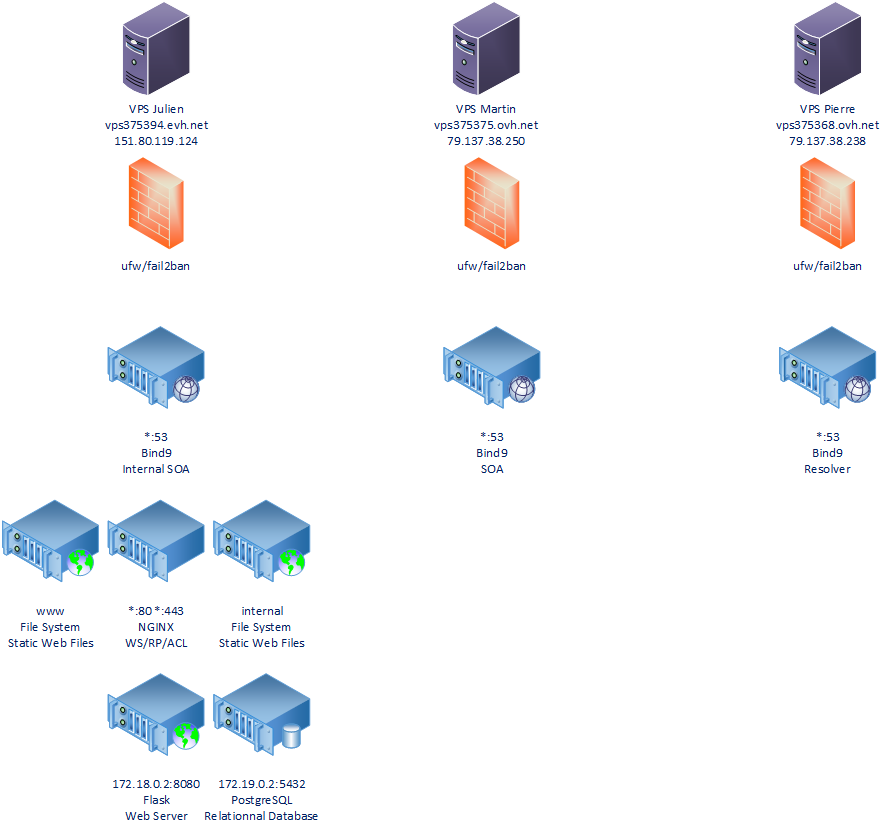 VPS Julien
vps375394.evh.net
151.80.119.124
VPS Martin
vps375375.ovh.net
79.137.38.250
VPS Pierre
vps375368.ovh.net
79.137.38.238
ufw/fail2ban
ufw/fail2ban
ufw/fail2ban
*:53
Bind9
Internal SOA
*:53
Bind9
SOA
*:53
Bind9
Resolver
www
File System
Static Web Files
*:80 *:443
NGINX
WS/RP/ACL
internal
File System
Static Web Files
172.18.0.2:8080
Flask
Web Server
172.19.0.2:5432
PostgreSQL
Relationnal Database